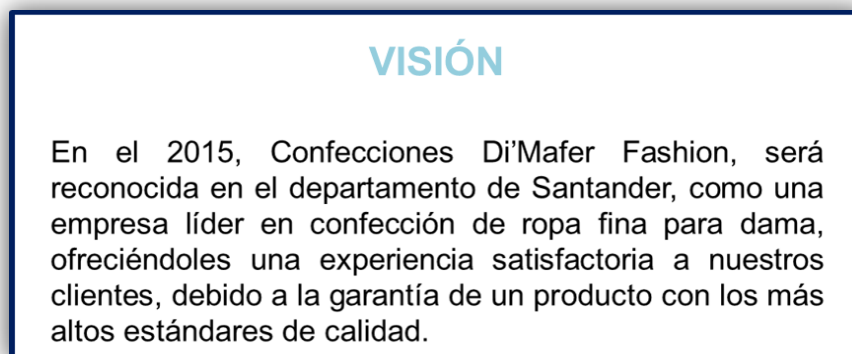 VISIÓN
En el 2015, Confecciones Di’Mafer Fashion, será
reconocida en el departamento de Santander, como una
empresa líder en confección de ropa fina para dama,
ofreciéndoles una experiencia satisfactoria a nuestros
clientes, debido a la garantía de un producto con los más
altos estándares de calidad.